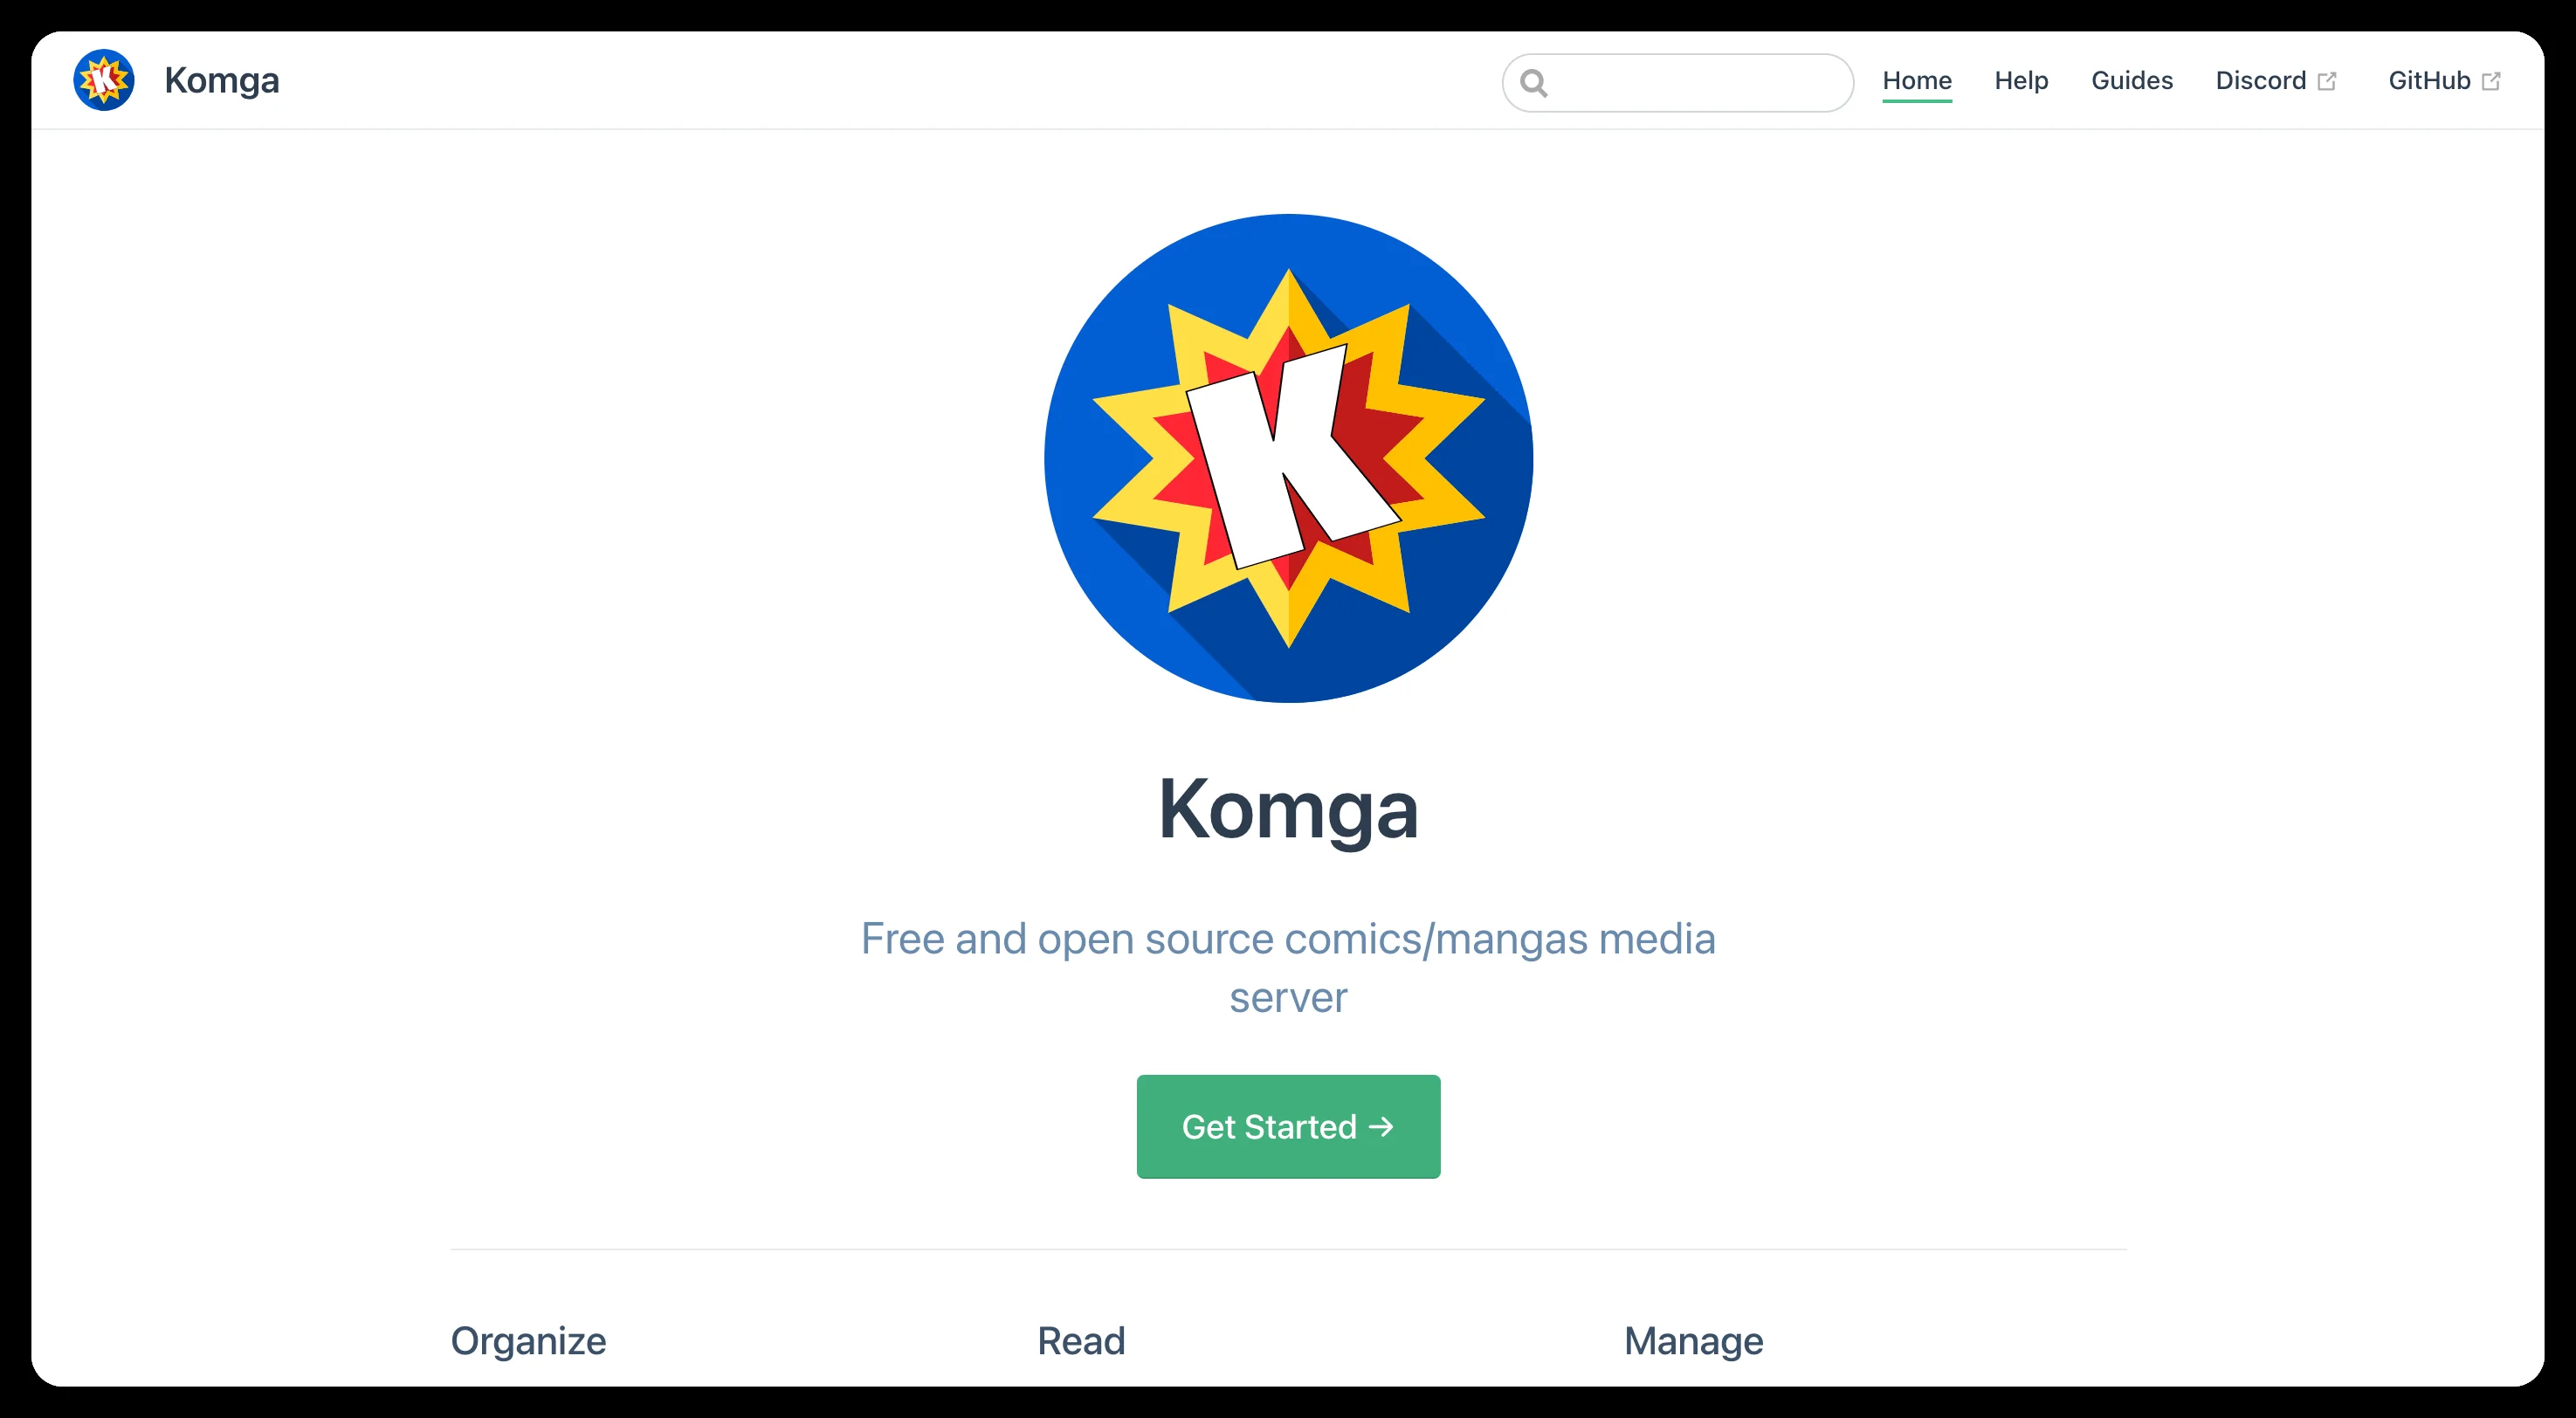 K Komga Home Help Guides Discord GitHub
K
Komga
Free and open source comics/mangas media
server
Get Started →
Organize Read Manage